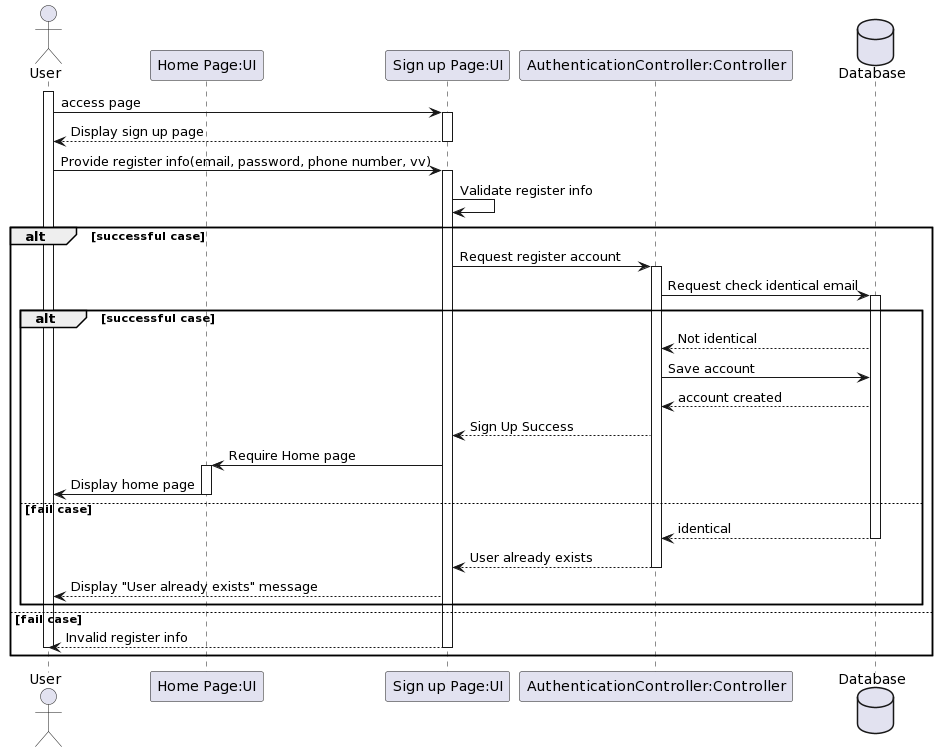 User
Home Page:UI
Sign up Page:UI
AuthenticationController:Controller
Database
access page
Display sign up page
Provide register info(email, password, phone number, vv)
Validate register info
alt
[successful case]
Request register account
Request check identical email
alt
[successful case]
Not identical
Save account
account created
Sign Up Success
Require Home page
Display home page
[fail case]
identical
User already exists
Display "User already exists" message
[fail case]
Invalid register info
User
Home Page:UI
Sign up Page:UI
AuthenticationController:Controller
Database